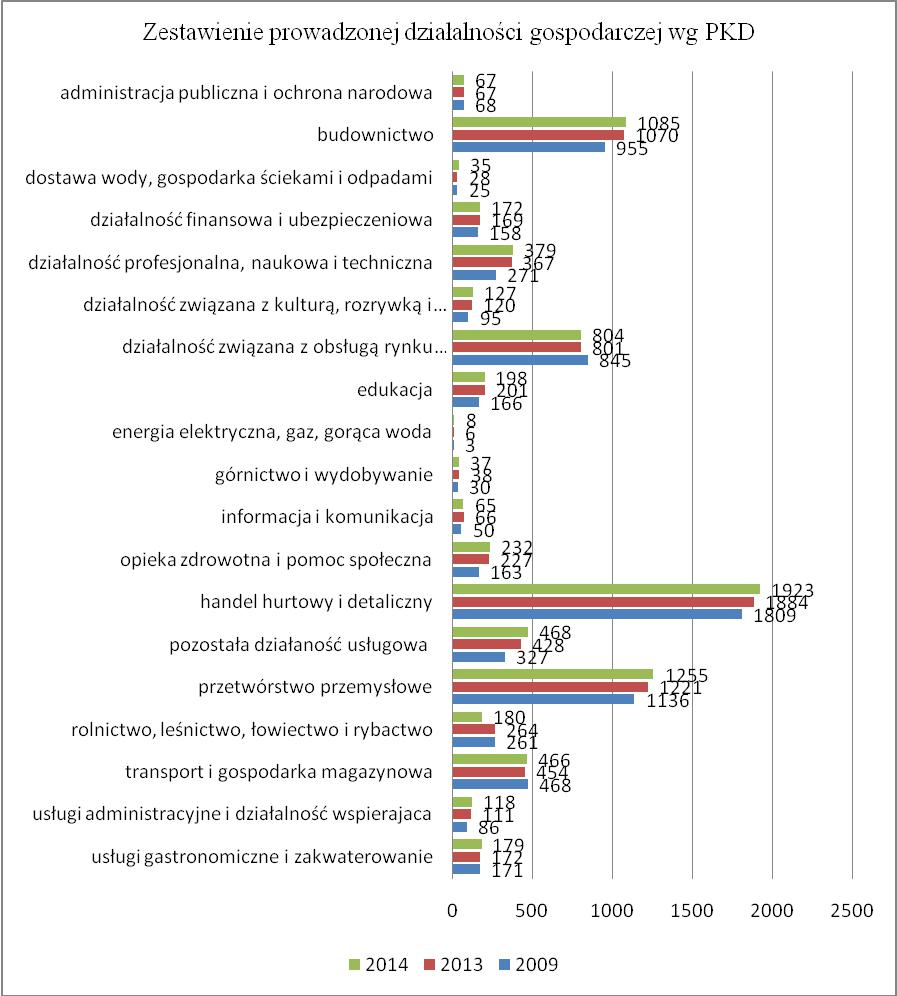 Zestawienie prowadzonej działalności gospodarczej wg PKD
administracja publiczna i ochrona narodowa
67
67
68
budownictwo
1085
1070
955
dostawa wody, gospodarka ściekami i odpadami
35
28
25
działalność finansowa i ubezpieczeniowa
172
169
158
działalność profesjonalna, naukowa i techniczna
379
367
271
działalność związana z kulturą, rozrywką i...
127
120
95
działalność związana z obsługą rynku...
804
801
845
edukacja
198
201
166
energia elektryczna, gaz, gorąca woda
8
6
3
górnictwo i wydobywanie
37
38
30
informacja i komunikacja
65
66
50
opieka zdrowotna i pomoc społeczna
232
227
163
handel hurtowy i detaliczny
1923
1884
1809
pozostała działaność usługowa
468
428
327
przetwórstwo przemysłowe
1255
1221
1136
rolnictwo, leśnictwo, łowiectwo i rybactwo
180
264
261
transport i gospodarka magazynowa
466
454
468
usługi administracyjne i działalność wspierajaca
118
111
86
usługi gastronomiczne i zakwaterowanie
179
172
171
0 500 1000 1500 2000 2500
2014 2013 2009